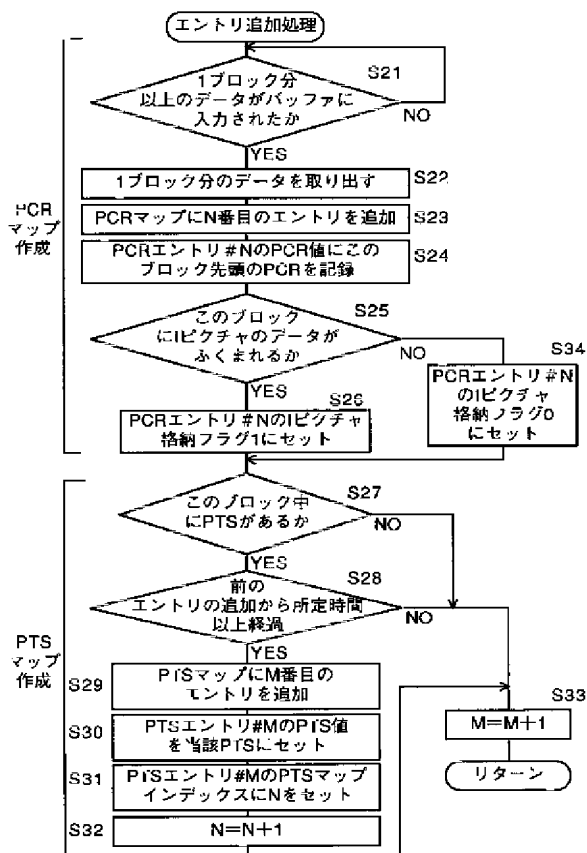 エントリ追加処理
S21
1ブロック分
以上のデータがバッファに
入力されたか
NO
YES
S22
1ブロック分のデータを取り出す
S23
PCRマップにN番目のエントリを追加
PCRエントリ#NのPCR値にこの
ブロック先頭のPCRを記録
S24
PCR
マップ
作成
S25
このブロック
にIピクチャのデータが
ふくまれるか
NO
YES
S34
PCRエントリ#N
のIピクチャ
格納フラグ0
にセット
S26
PCRエントリ#NのIピクチャ
格納フラグ1にセット
S27
このブロック中
にPTSがあるか
NO
YES
S28
前の
エントリの追加から所定時間
以上経過
NO
YES
PTS
マップ
作成
S29
PTSマップにM番目の
エントリを追加
S30
PTSエントリ#MのPTS値
を当該PTSにセット
S31
PTSエントリ#MのPTSマップ
インデックスにNをセット
S32
N=N+1
S33
M=M+1
リターン